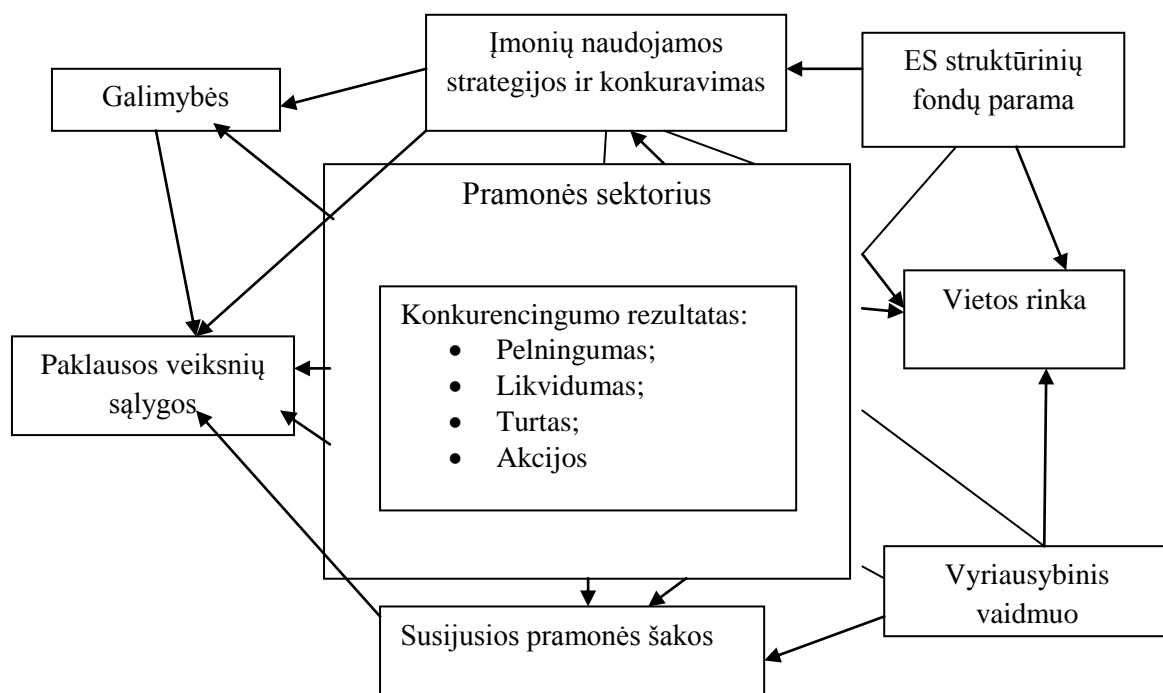 Įmonių naudojamos
strategijos ir konkuravimas
ES struktūrinių
fondų parama
Galimybės
Pramonės sektorius
Vietos rinka
Konkurencingumo rezultatas:
• Pelningumas;
• Likvidumas;
• Turtas;
• Akcijos
Paklausos veiksnių
sąlygos
Vyriausybinis
vaidmuo
Susijusios pramonės šakos